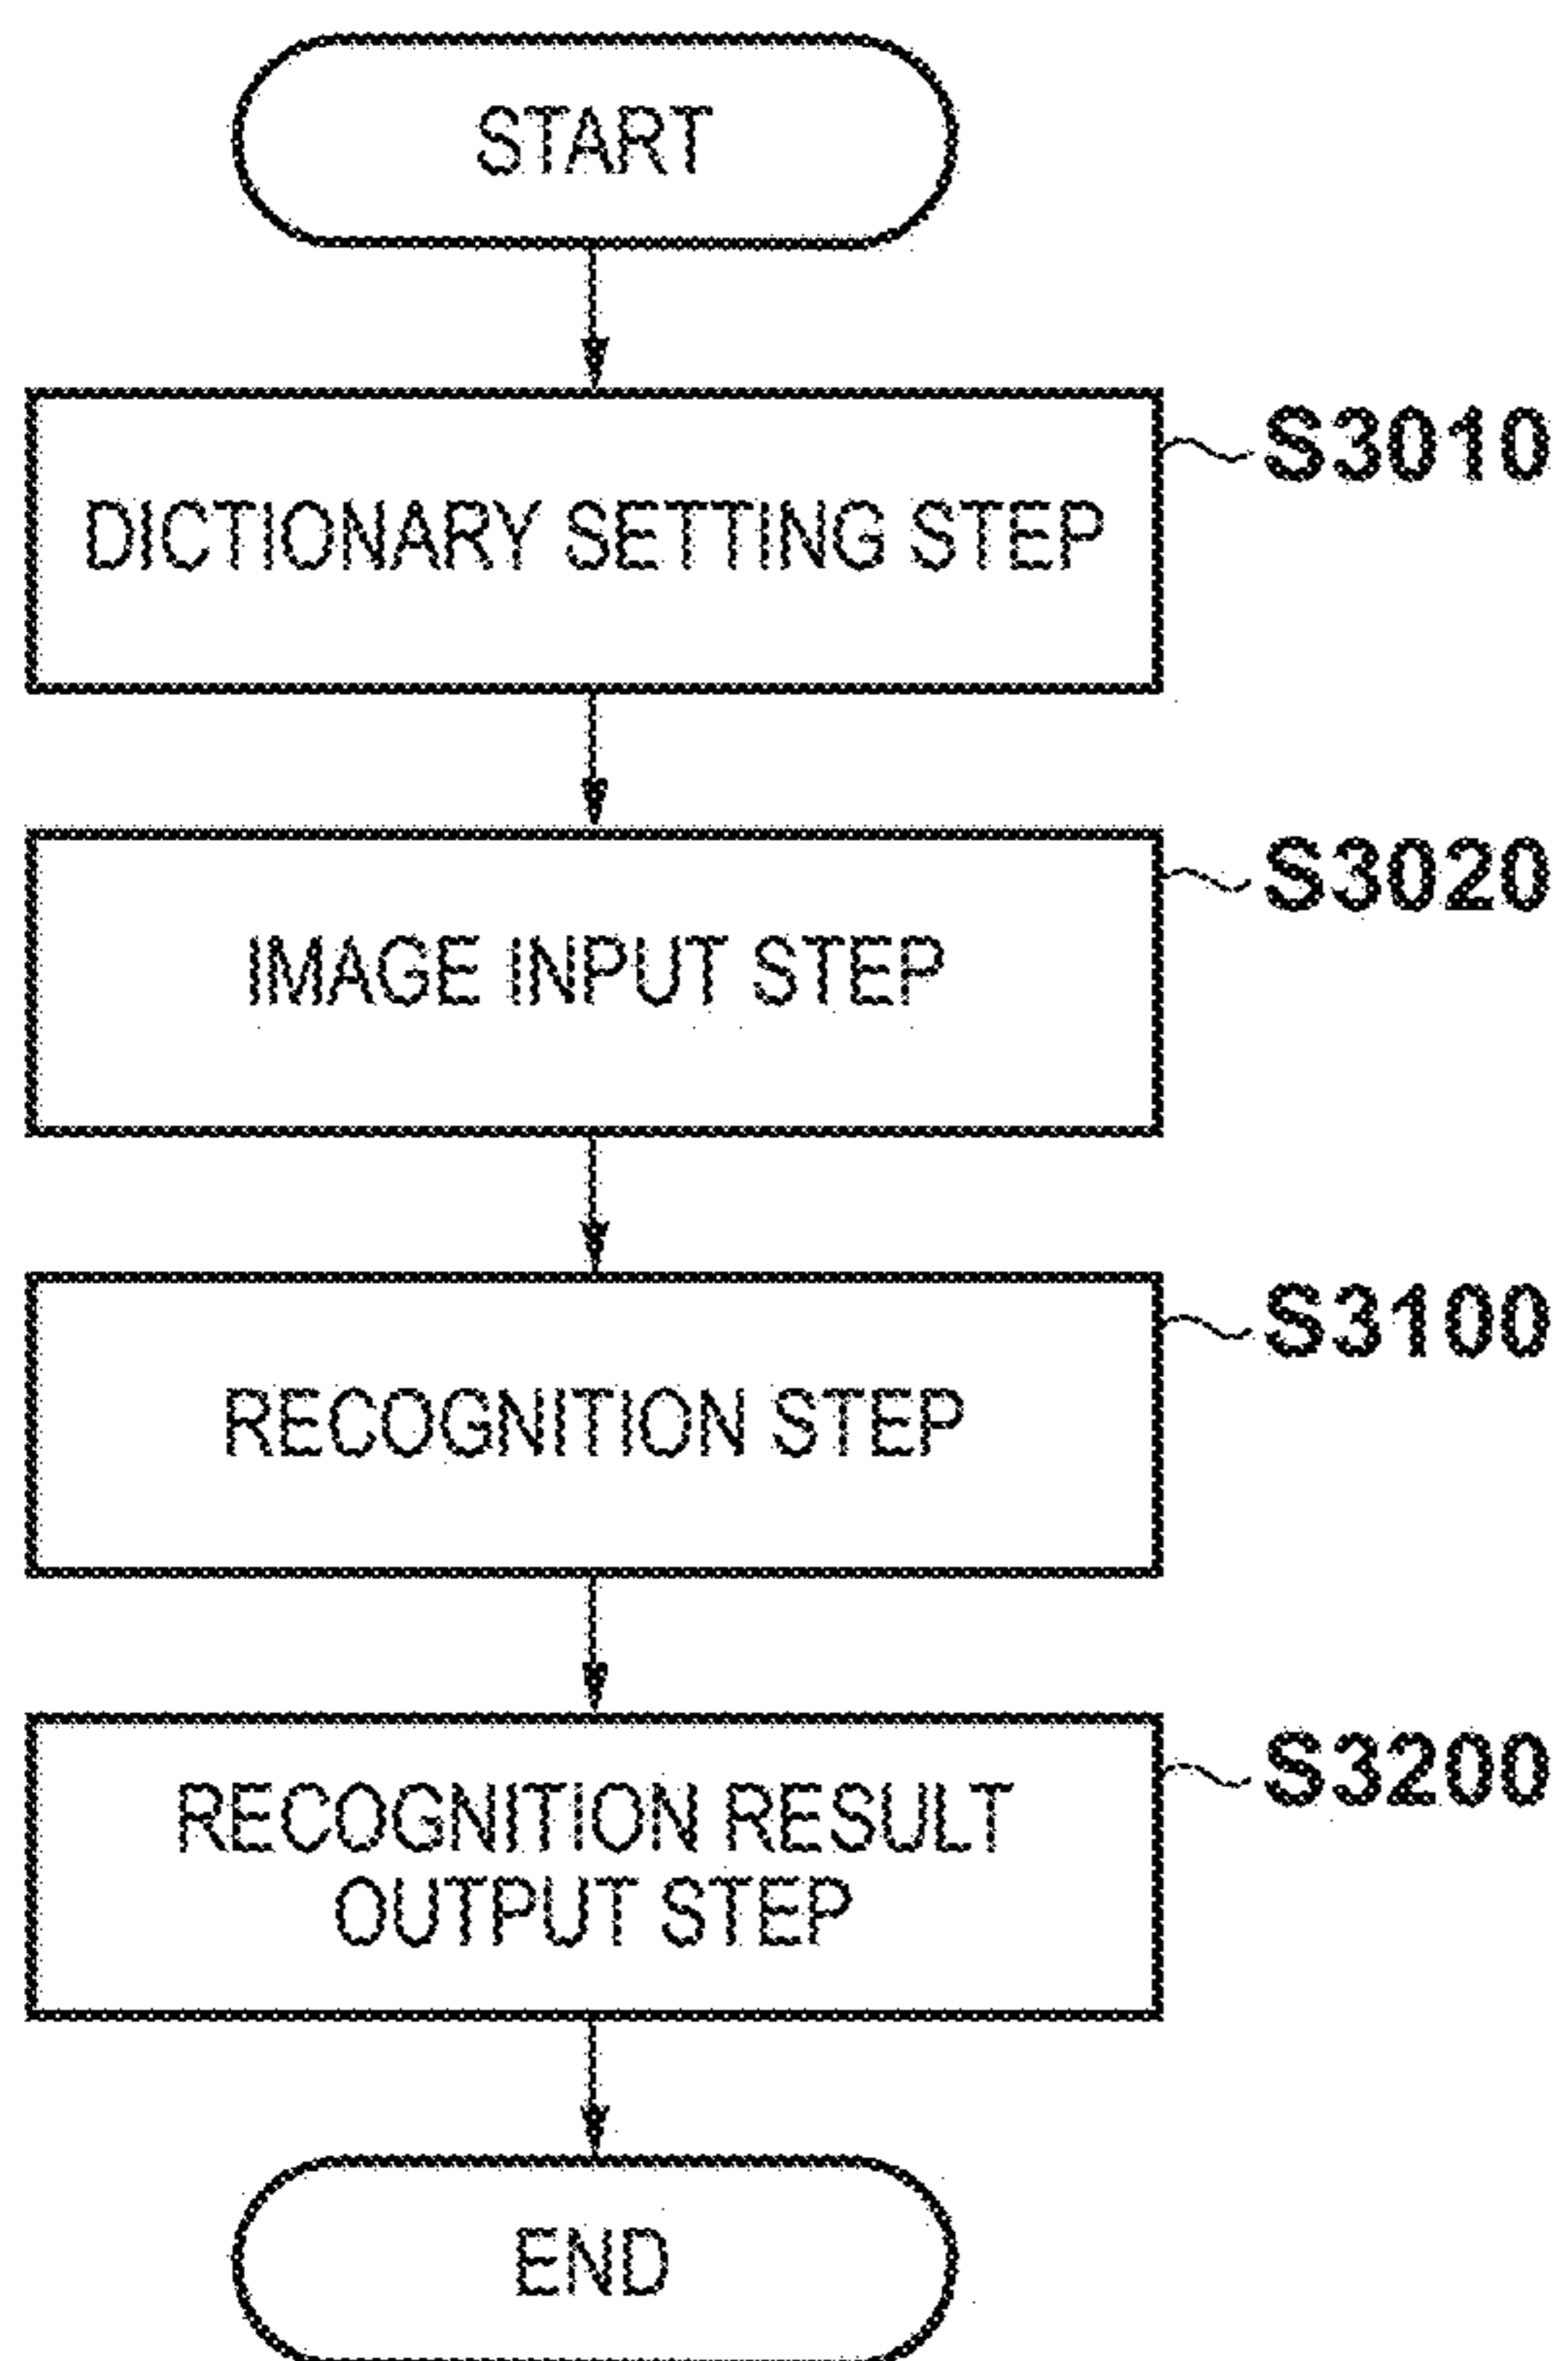 START
DICTIONARY SETTING STEP
S3010
IMAGE INPUT STEP
S3020
RECOGNITION STEP
S3100
RECOGNITION RESULT
OUTPUT STEP
S3200
END